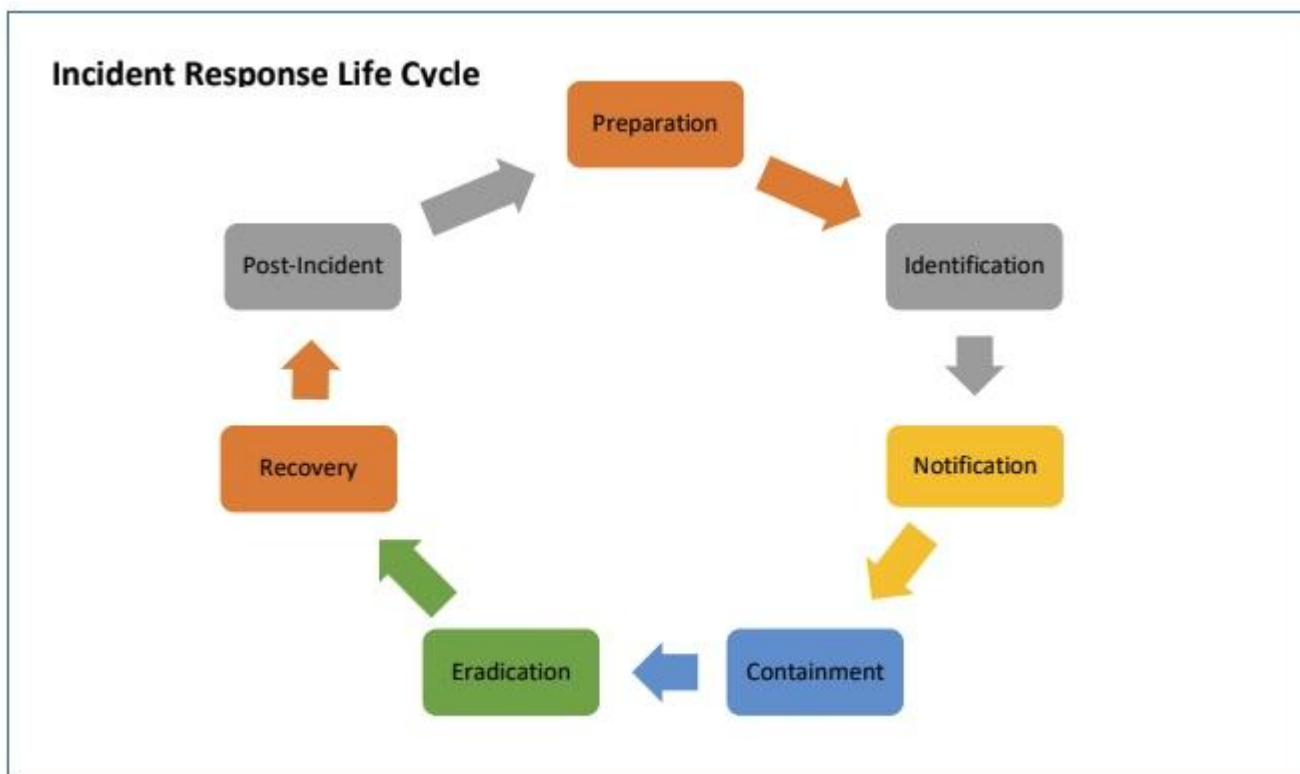 Incident Response Life Cycle
Preparation
Identification
Notification
Containment
Eradication
Recovery
Post-Incident